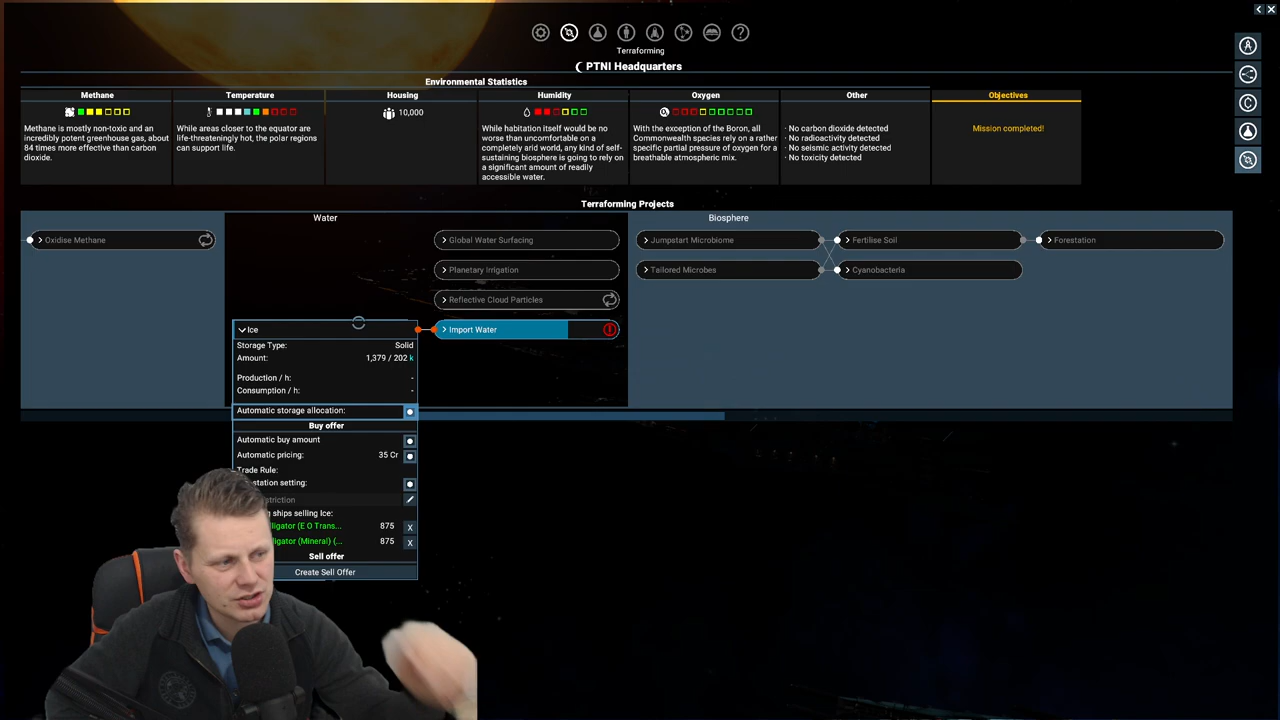 Terraforming
PTNI Headquarters
Environmental Statistics
Methane
Methane is mostly non-toxic and an
incredibly potent greenhouse gas, about
84 times more effective than carbon
dioxide.
Temperature
While areas closer to the equator are
life-threateningly hot, the polar regions
can support life.
Housing
10,000
Humidity
While habitation itself would be no
worse than uncomfortable on a
completely arid world, any kind of self-
sustaining biosphere is going to rely on
a significant amount of readily
accessible water.
Oxygen
With the exception of the Boron, all
Commonwealth species rely on a rather
specific partial pressure of oxygen for a
breathable atmospheric mix.
Other
· No carbon dioxide detected
· No radioactivity detected
· No seismic activity detected
· No toxicity detected
Objectives
Mission completed!
Terraforming Projects
Oxidise Methane
Water
Global Water Surfacing
Planetary Irrigation
Reflective Cloud Particles
Import Water
Biosphere
Jumpstart Microbiome
Fertilise Soil
Forestation
Tailored Microbes
Cyanobacteria
Ice
Storage Type: Solid
Amount: 1,379 / 202 k
Production / h: -
Consumption / h: -
Automatic storage allocation:
Buy offer
Automatic buy amount
Automatic pricing: 35 Cr
Trade Rule:
station setting:
ships selling Ice:
(E O Trans... 875
(Mineral) (... 875
Sell offer
Create Sell Offer